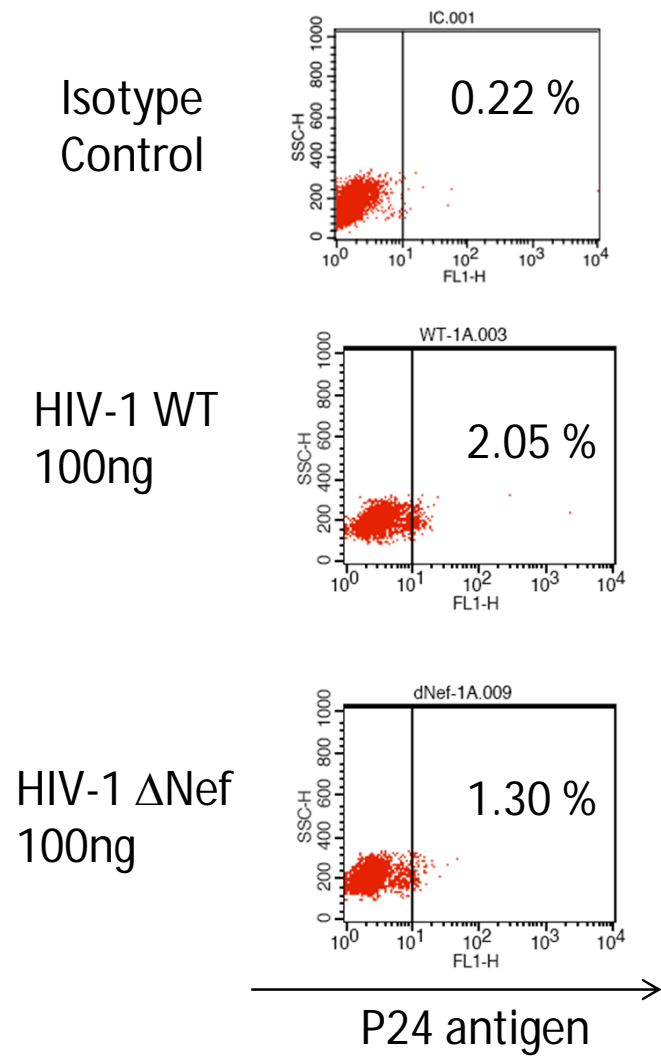 IC.001
Isotype
Control
0.22 %
SSC-H
1000
800
600
400
200
0
10⁰ 10¹ 10² 10³ 10⁴
FL1-H
WT-1A.003
HIV-1 WT
100ng
2.05 %
SSC-H
1000
800
600
400
200
0
10⁰ 10¹ 10² 10³ 10⁴
FL1-H
dNef-1A.009
HIV-1 ΔNef
100ng
1.30 %
SSC-H
1000
800
600
400
200
0
10⁰ 10¹ 10² 10³ 10⁴
FL1-H
P24 antigen